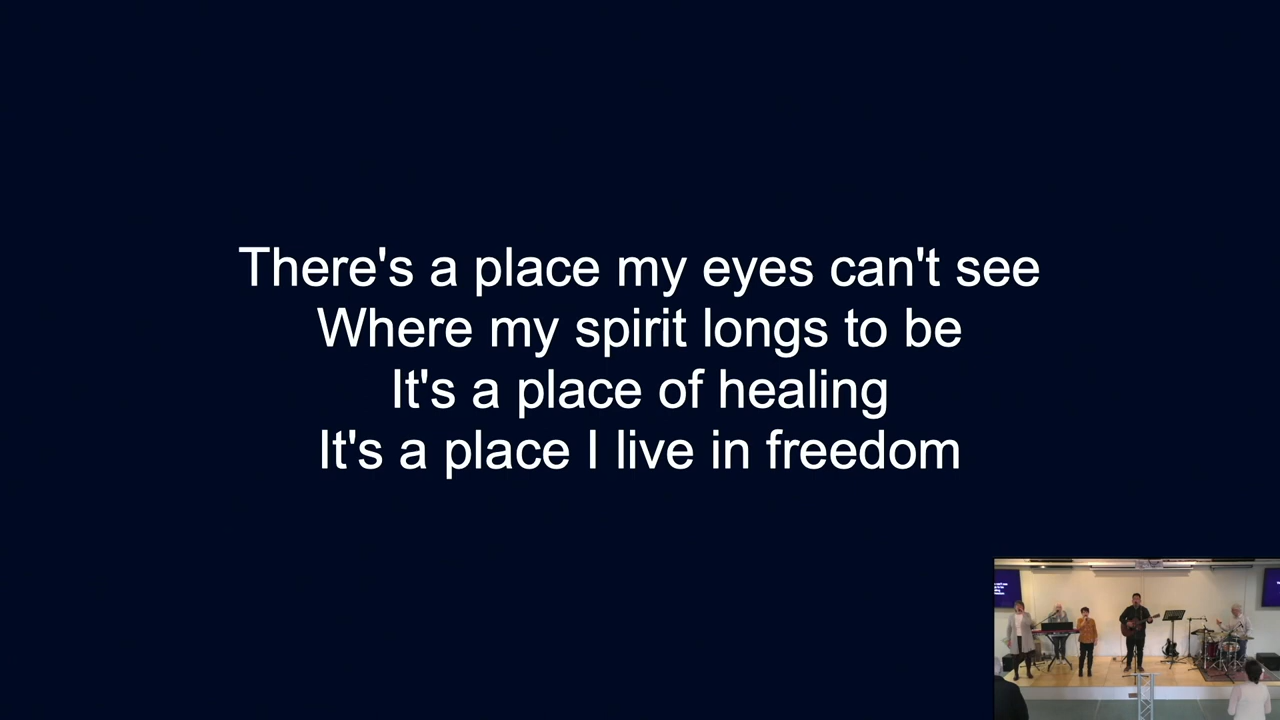 There's a place my eyes can't see
Where my spirit longs to be
It's a place of healing
It's a place I live in freedom